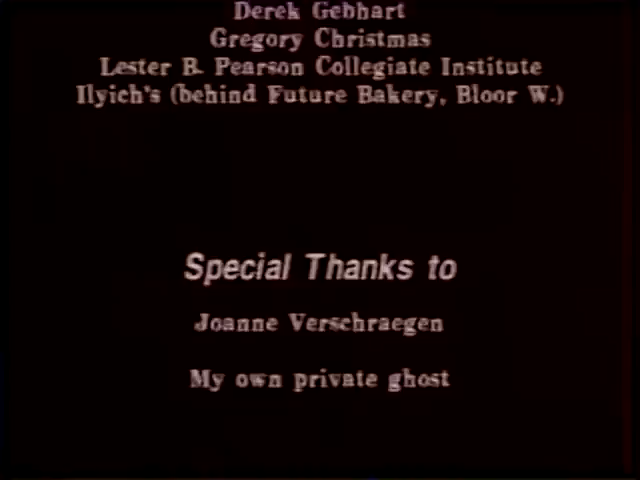 Derek Gebhart
Gregory Christmas
Lester B. Pearson Collegiate Institute
Ilyich's (behind Future Bakery, Bloor W.)
Special Thanks to
Joanne Verschraegen
My own private ghost